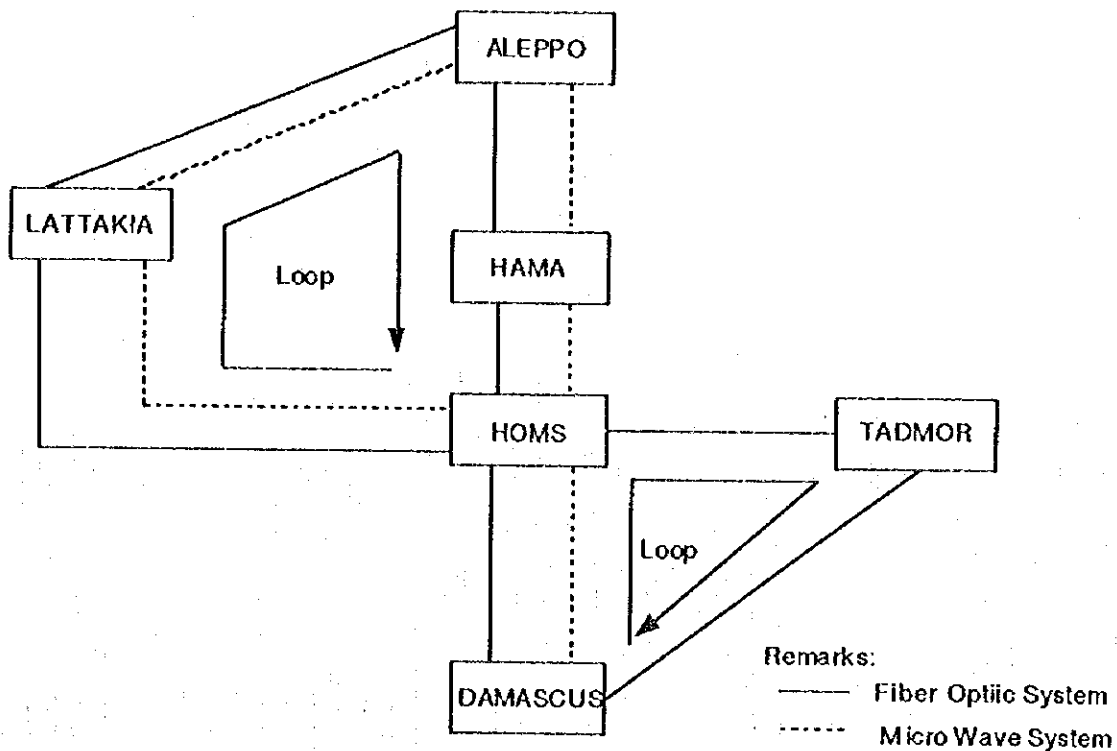 ALEPPO
LATTAKIA
Loop
HAMA
HOMS
TADMOR
Loop
DAMASCUS
Remarks:
Fiber Optiic System
Micro Wave System